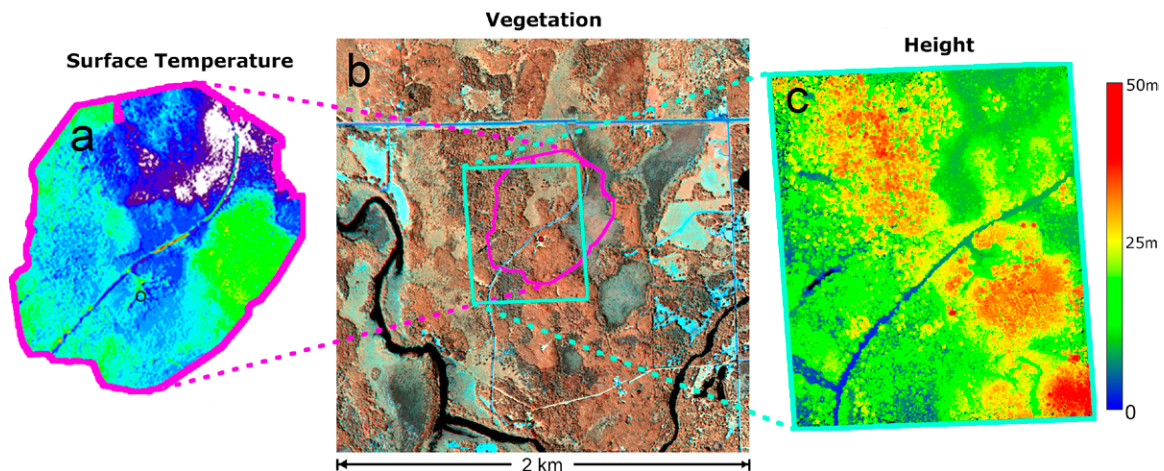 Vegetation
Surface Temperature
Height
a
b
c
50m
25m
0
2 km